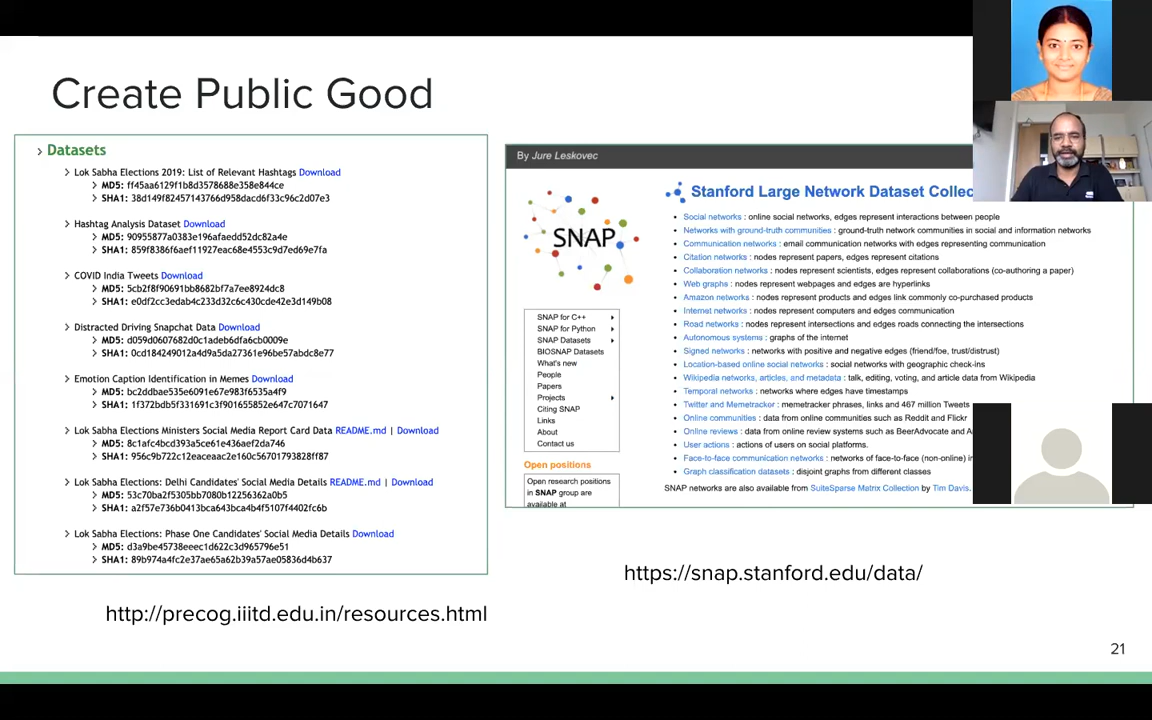 Create Public Good
Datasets
Lok Sabha Elections 2019: List of Relevant Hashtags Download
MD5: ff45aa6129f1b8d3578688e358e844ce
SHA1: 38d149f82457143766d958dacd6f33c96c2d07e3
Hashtag Analysis Dataset Download
MD5: 90955877a0383e196afaedd52dc82a4e
SHA1: 859f8386f6aef11927eac68e4553c9d7ed69e7fa
COVID India Tweets Download
MD5: 5cb2f8f90691bb8682bf7a7ee8924dc8
SHA1: e0df2cc3edab4c233d32c6c430cde42e3d149b08
Distracted Driving Snapchat Data Download
MD5: d059d0607682d0c1adeb6dfa6cb0009e
SHA1: 0cd184249012a4d9a5da27361e96be57abdc8e77
Emotion Caption Identification in Memes Download
MD5: bc2ddbae535e6091e67e983f6535a4f9
SHA1: 1f372bdb5f331691c3f901655852e647c7071647
Lok Sabha Elections Ministers Social Media Report Card Data README.md | Download
MD5: 8c1afc4bcd393a5ce61e436aef2da746
SHA1: 956c9b722c12eaceaac2e160c56701793828ff87
Lok Sabha Elections: Delhi Candidates' Social Media Details README.md | Download
MD5: 53c70ba2f5305bb7080b12256362a0b5
SHA1: a2f57e736b0413bca643bca4b4f5107f4402fc6b
Lok Sabha Elections: Phase One Candidates' Social Media Details Download
MD5: d3a9be45738eeec1d622c3d965796e51
SHA1: 89b974a4fc2e37ae65a62b39a57ae05836d4b637
http://precog.iiitd.edu.in/resources.html
By Jure Leskovec
SNAP
SNAP for C++
SNAP for Python
SNAP Datasets
BIOSNAP Datasets
What's new
People
Papers
Projects
Citing SNAP
Links
About
Contact us
Open positions
Open research positions
in SNAP group are
available at
Stanford Large Network Dataset Collec
Social networks : online social networks, edges represent interactions between people
Networks with ground-truth communities : ground-truth network communities in social and information networks
Communication networks : email communication networks with edges representing communication
Citation networks : nodes represent papers, edges represent citations
Collaboration networks : nodes represent scientists, edges represent collaborations (co-authoring a paper)
Web graphs : nodes represent webpages and edges are hyperlinks
Amazon networks : nodes represent products and edges link commonly co-purchased products
Internet networks : nodes represent computers and edges communication
Road networks : nodes represent intersections and edges roads connecting the intersections
Autonomous systems : graphs of the internet
Signed networks : networks with positive and negative edges (friend/foe, trust/distrust)
Location-based online social networks : social networks with geographic check-ins
Wikipedia networks, articles, and metadata : talk, editing, voting, and article data from Wikipedia
Temporal networks : networks where edges have timestamps
Twitter and Memetracker : memetracker phrases, links and 467 million Tweets
Online communities : data from online communities such as Reddit and Flickr
Online reviews : data from online review systems such as BeerAdvocate and A
User actions : actions of users on social platforms.
Face-to-face communication networks : networks of face-to-face (non-online) in
Graph classification datasets : disjoint graphs from different classes
SNAP networks are also available from SuiteSparse Matrix Collection by Tim Davis.
https://snap.stanford.edu/data/
21